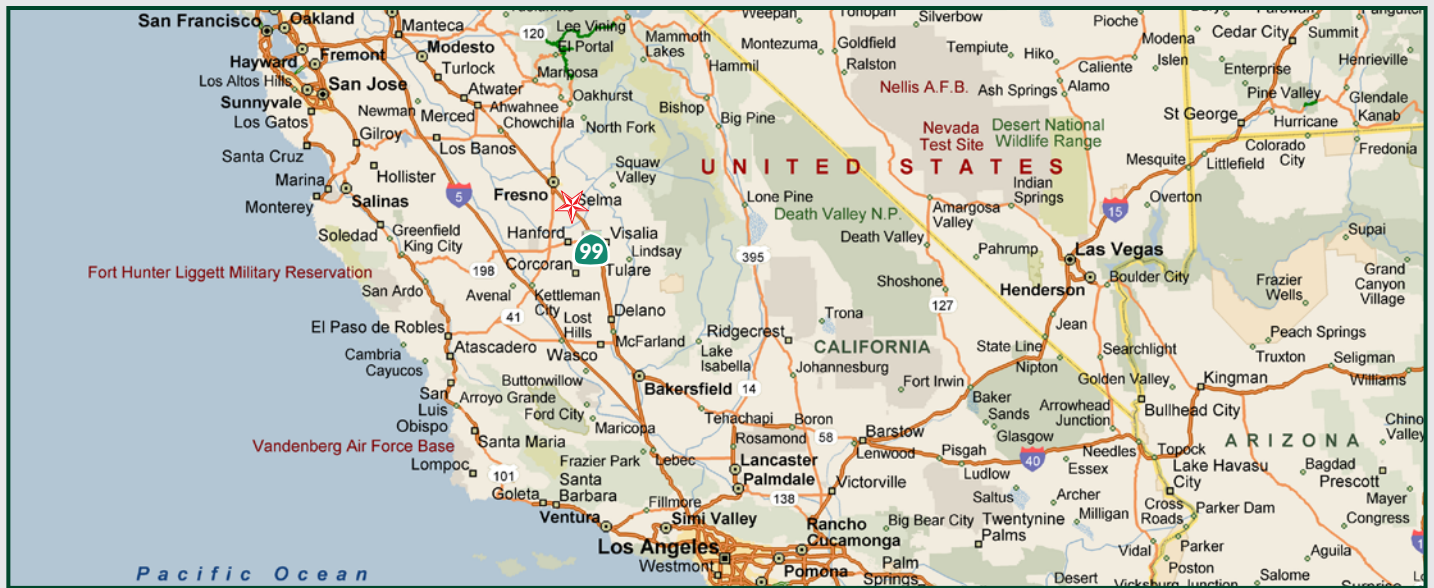 San Francisco
Oakland
Manteca
120
Lee Vining
Weepah
Tonopah
Silverbow
Pioche
Cedar City
Summit
El Portal
Mammoth
Lakes
Montezuma
Goldfield
Tempiute
Hiko
Modena
Fremont
Modesto
Hayward
Turlock
Mariposa
Hammil
Ralston
Caliente
Islen
Enterprise
Henrieville
Los Altos Hills
San Jose
Atwater
Oakhurst
Nellis A.F.B.
Ash Springs
Alamo
Pine Valley
Glendale
Sunnyvale
Newman
Merced
Ahwahnee
Bishop
St George
Hurricane
Kanab
Los Gatos
Chowchilla
North Fork
Big Pine
Nevada
Test Site
Desert National
Wildlife Range
Gilroy
Los Banos
Colorado
City
Fredonia
Santa Cruz
Squaw
Valley
UNITED STATES
Mesquite
Littlefield
Marina
Hollister
Fresno
5
Selma
Lone Pine
Indian
Springs
Overton
Monterey
Salinas
Death Valley N.P.
Amargosa
Valley
15
Soledad
Greenfield
King City
Hanford
99
Visalia
Death Valley
Pahrump
Las Vegas
Supai
Lindsay
395
Fort Hunter Liggett Military Reservation
198
Corcoran
Tulare
Shoshone
Henderson
Boulder City
Frazier
Wells
Grand
Canyon
Village
San Ardo
Avenal
Kettleman
City
127
41
Lost
Hills
Delano
Trona
Jean
El Paso de Robles
McFarland
Ridgecrest
Peach Springs
Atascadero
Wasco
Lake
Isabella
CALIFORNIA
State Line
Searchlight
Truxton
Seligman
Cambria
Cayucos
Johannesburg
Nipton
Buttonwillow
Bakersfield
14
Fort Irwin
Golden Valley
Kingman
Williams
San
Luis
Obispo
Arroyo Grande
Ford City
Baker
Sands
Arrowhead
Junction
Bullhead City
Chino
Valley
Maricopa
Tehachapi
Boron
Glasgow
Vandenberg Air Force Base
Santa Maria
Rosamond
58
Barstow
ARIZONA
Lompoc
Frazier Park
Lebec
Lancaster
Lenwood
Pisgah
40
Needles
Topock
101
Santa
Barbara
Palmdale
Victorville
Ludlow
Essex
Lake Havasu
City
Bagdad
Prescott
Goleta
Fillmore
138
Saltus
Archer
Cross
Roads
Mayer
Ventura
Simi Valley
Rancho
Cucamonga
Big Bear City
Twentynine
Palms
Milligan
Parker Dam
Congress
Los Angeles
Westmont
Pomona
Palm
Springs
Vidal
Parker
Aguila
Pacific Ocean
Desert
Poston
Salome
Vicksburg Junction